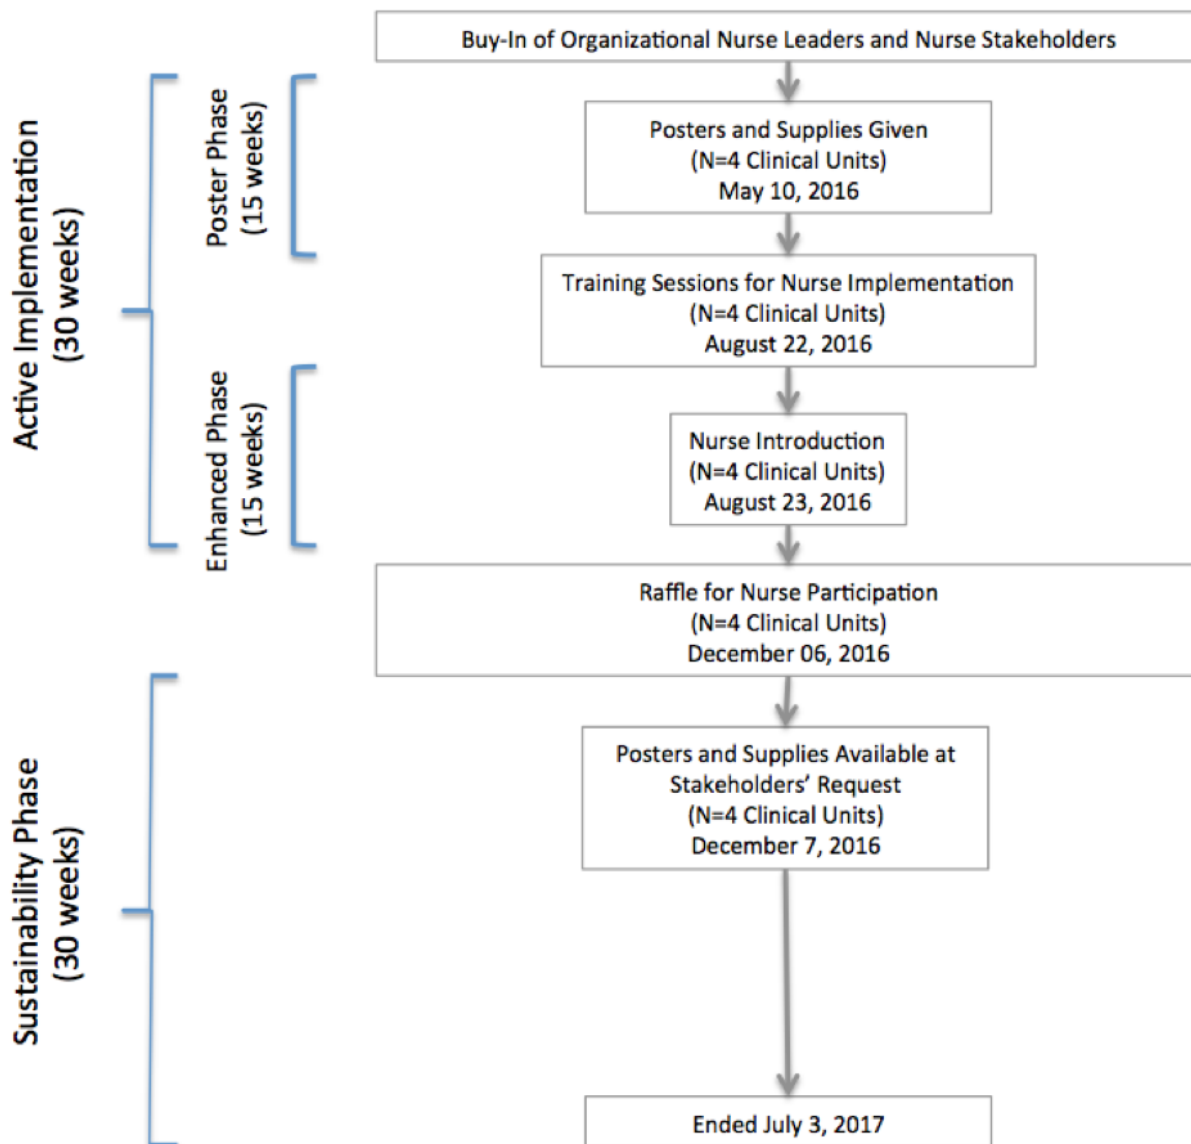 Buy-In of Organizational Nurse Leaders and Nurse Stakeholders
Active Implementation
(30 weeks)
Poster Phase
(15 weeks)
Posters and Supplies Given
(N=4 Clinical Units)
May 10, 2016
Training Sessions for Nurse Implementation
(N=4 Clinical Units)
August 22, 2016
Enhanced Phase
(15 weeks)
Nurse Introduction
(N=4 Clinical Units)
August 23, 2016
Raffle for Nurse Participation
(N=4 Clinical Units)
December 06, 2016
Sustainability Phase
(30 weeks)
Posters and Supplies Available at
Stakeholders’ Request
(N=4 Clinical Units)
December 7, 2016
Ended July 3, 2017